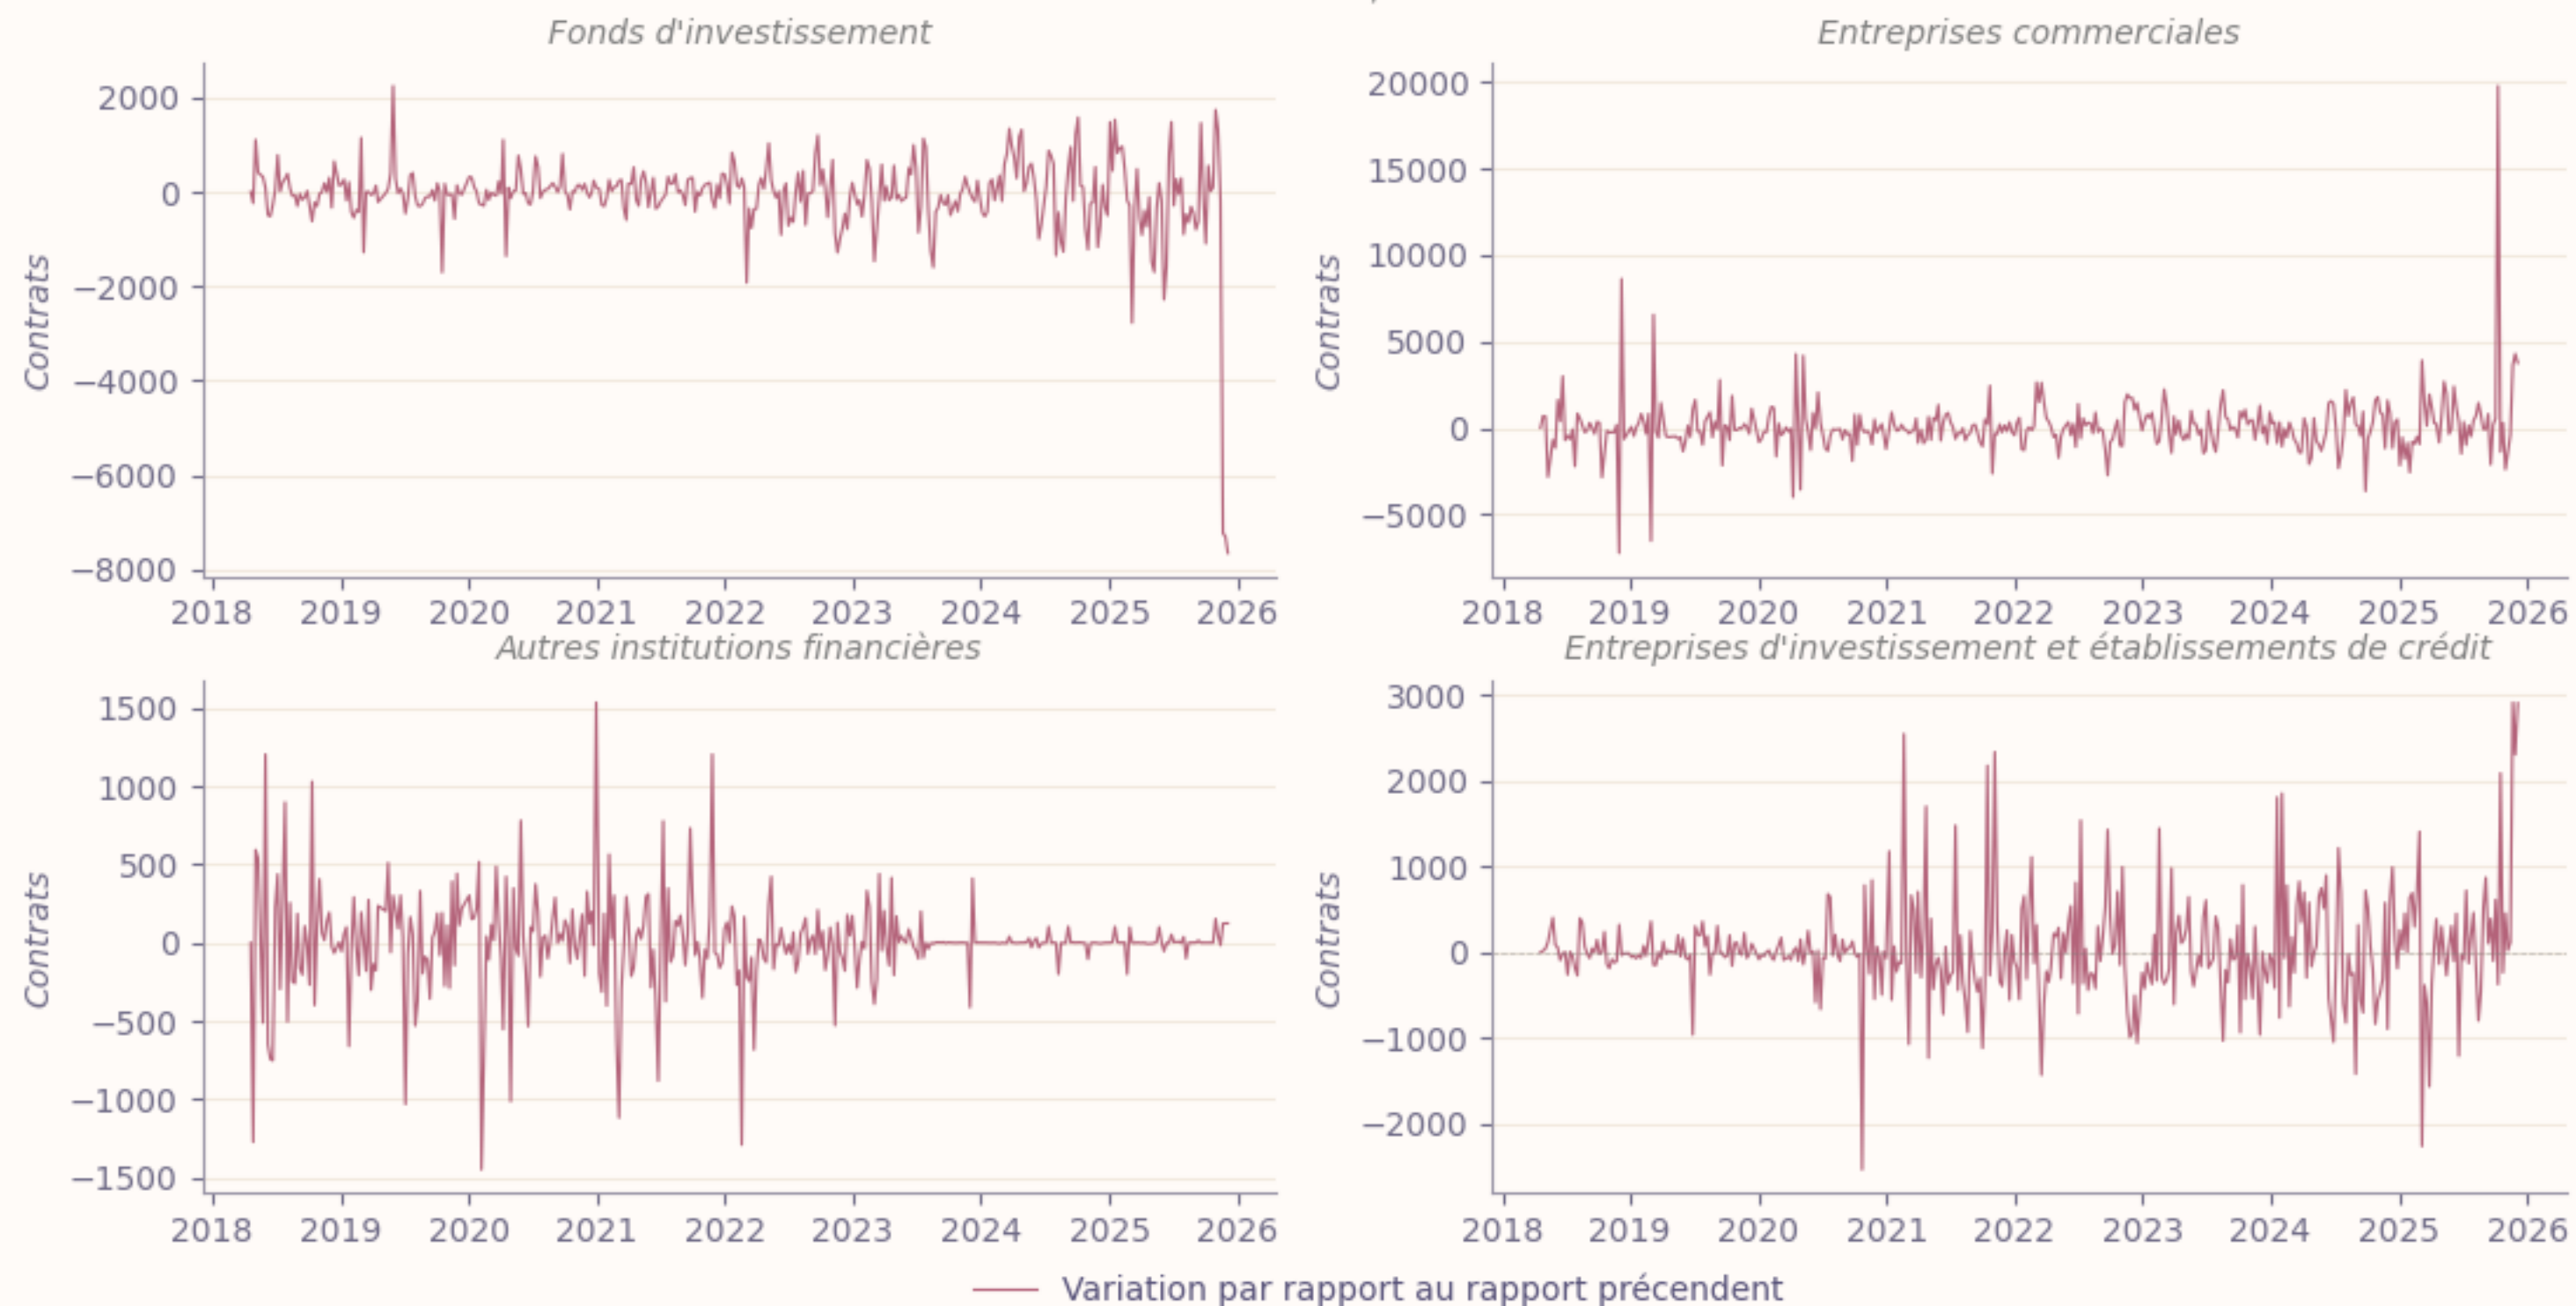 Fonds d'investissement
Contrats
2000
0
−2000
−4000
−6000
−8000
2018 2019 2020 2021 2022 2023 2024 2025 2026
Entreprises commerciales
Contrats
20000
15000
10000
5000
0
−5000
2018 2019 2020 2021 2022 2023 2024 2025 2026
Autres institutions financières
Contrats
1500
1000
500
0
−500
−1000
−1500
2018 2019 2020 2021 2022 2023 2024 2025 2026
Entreprises d'investissement et établissements de crédit
Contrats
3000
2000
1000
0
−1000
−2000
2018 2019 2020 2021 2022 2023 2024 2025 2026
Variation par rapport au rapport précendent